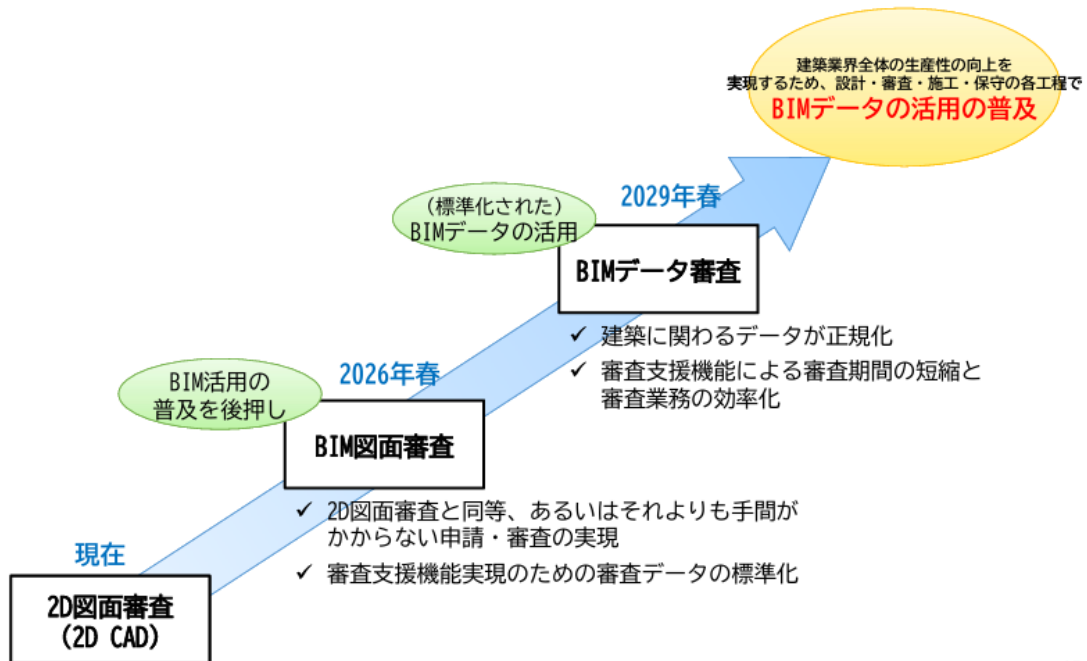 建築業界全体の生産性の向上を
実現するため、設計・審査・施工・保守の各工程で
BIMデータの活用の普及
2029年春
(標準化された)
BIMデータの活用
BIMデータ審査
✓ 建築に関わるデータが正規化
✓ 審査支援機能による審査期間の短縮と
審査業務の効率化
2026年春
BIM活用の
普及を後押し
BIM図面審査
✓ 2D図面審査と同等、あるいはそれよりも手間が
かからない申請・審査の実現
✓ 審査支援機能実現のための審査データの標準化
現在
2D図面審査
(2D CAD)